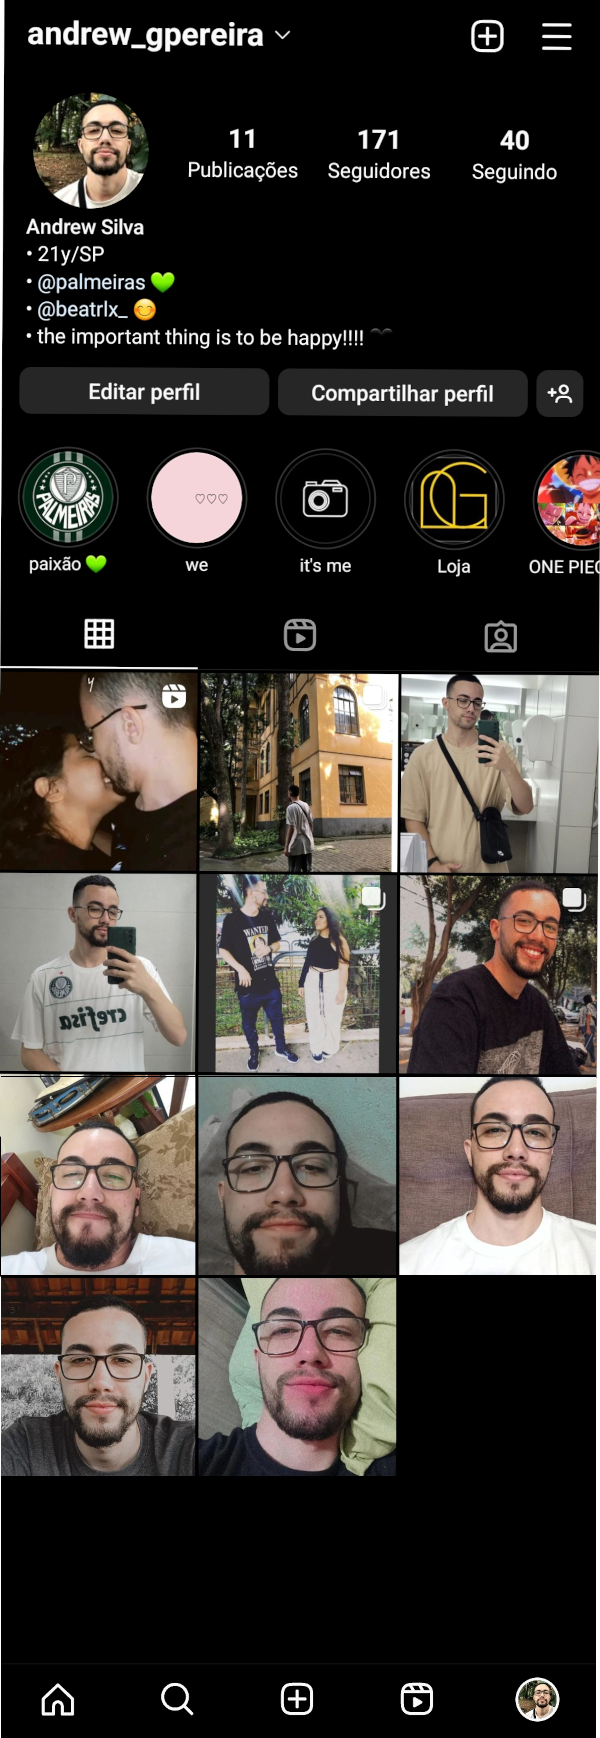 andrew_gpereira
11 171 40
Publicações Seguidores Seguindo
Andrew Silva
• 21y/SP
• @palmeiras 💚
• @beatrlx_ 😊
• the important thing is to be happy!!!!
Editar perfil Compartilhar perfil
PALMEIRAS
paixão 💚 we it's me Loja ONE PIEC
WANTED
crefisa